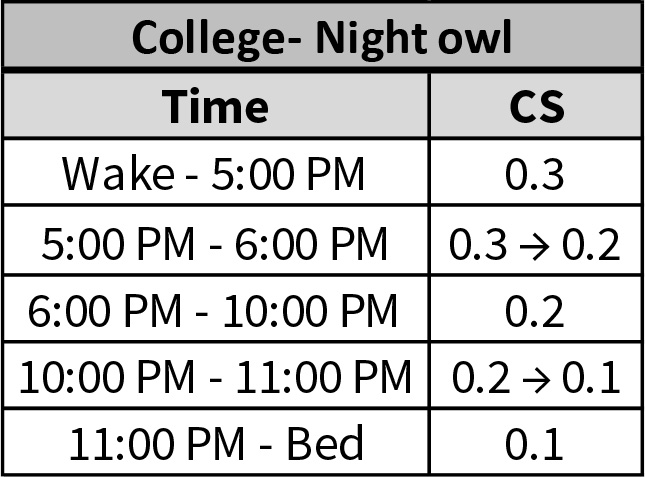 College- Night owl
Time CS
Wake - 5:00 PM 0.3
5:00 PM - 6:00 PM 0.3 → 0.2
6:00 PM - 10:00 PM 0.2
10:00 PM - 11:00 PM 0.2 → 0.1
11:00 PM - Bed 0.1